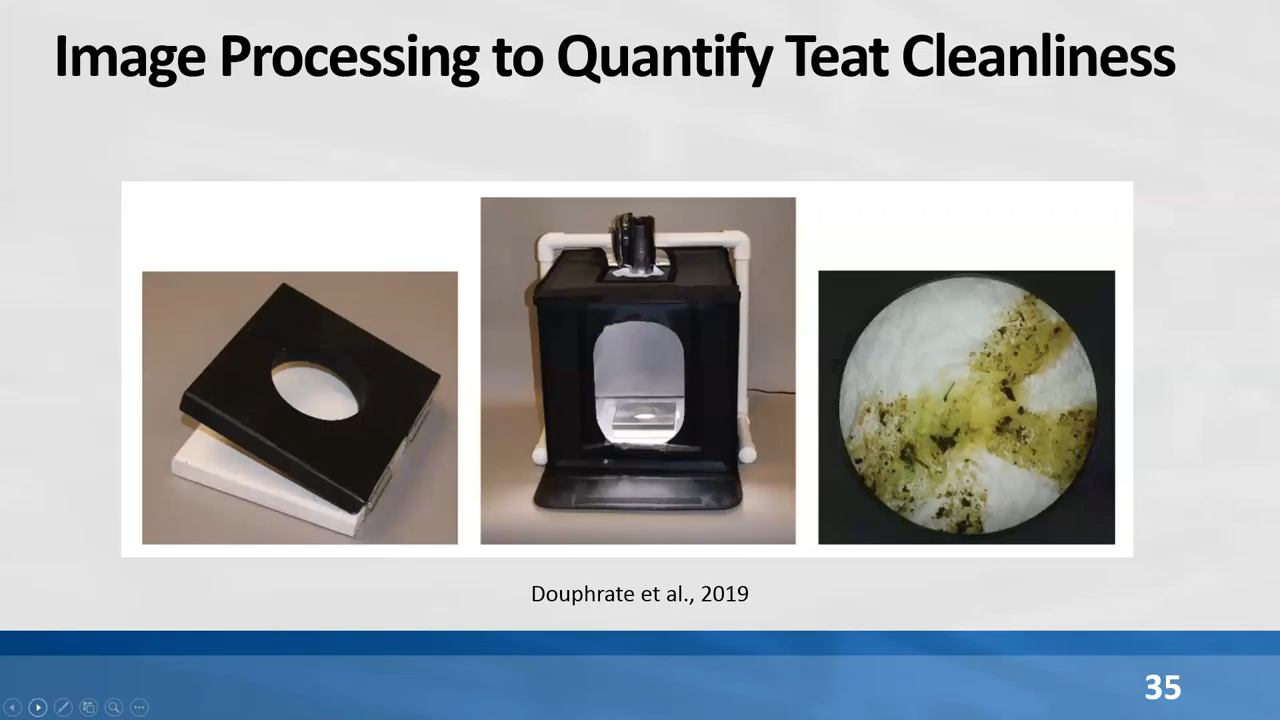 Image Processing to Quantify Teat Cleanliness
Douphrate et al., 2019
35